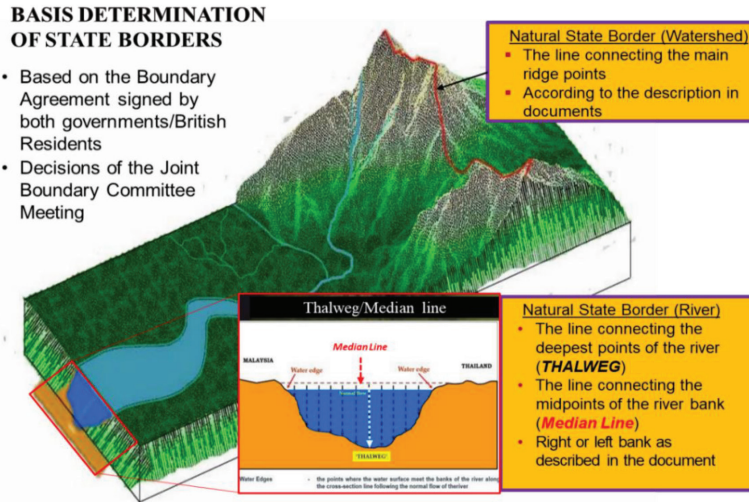 BASIS DETERMINATION
OF STATE BORDERS
• Based on the Boundary
Agreement signed by
both governments/British
Residents
• Decisions of the Joint
Boundary Committee
Meeting
Natural State Border (Watershed)
▪ The line connecting the main
ridge points
▪ According to the description in
documents
Thalweg/Median line
Median Line
MALAYSIA
THAILAND
Water edge
Water edge
Normal flow
'THALWEG'
Water Edges - the points where the water surface meet the banks of the river along
the cross-section line following the normal flow of theriver.
Natural State Border (River)
• The line connecting the
deepest points of the river
(THALWEG)
• The line connecting the
midpoints of the river bank
(Median Line)
• Right or left bank as
described in the document